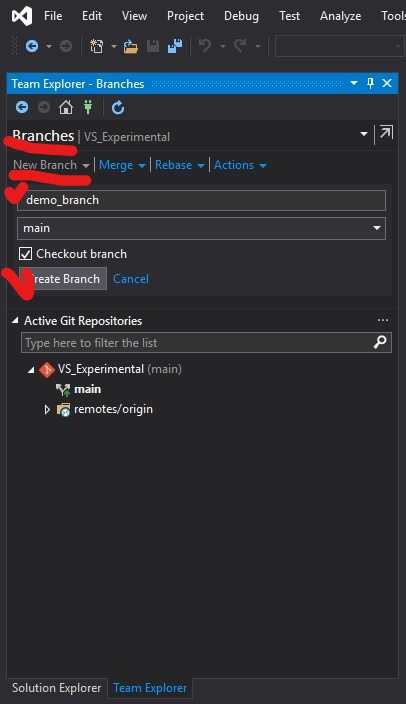 File Edit View Project Debug Test Analyze Tools
Team Explorer - Branches
Branches | VS_Experimental
New Branch | Merge | Rebase | Actions
demo_branch
main
Checkout branch
Create Branch Cancel
Active Git Repositories ...
Type here to filter the list
VS_Experimental (main)
main
remotes/origin
Solution Explorer Team Explorer